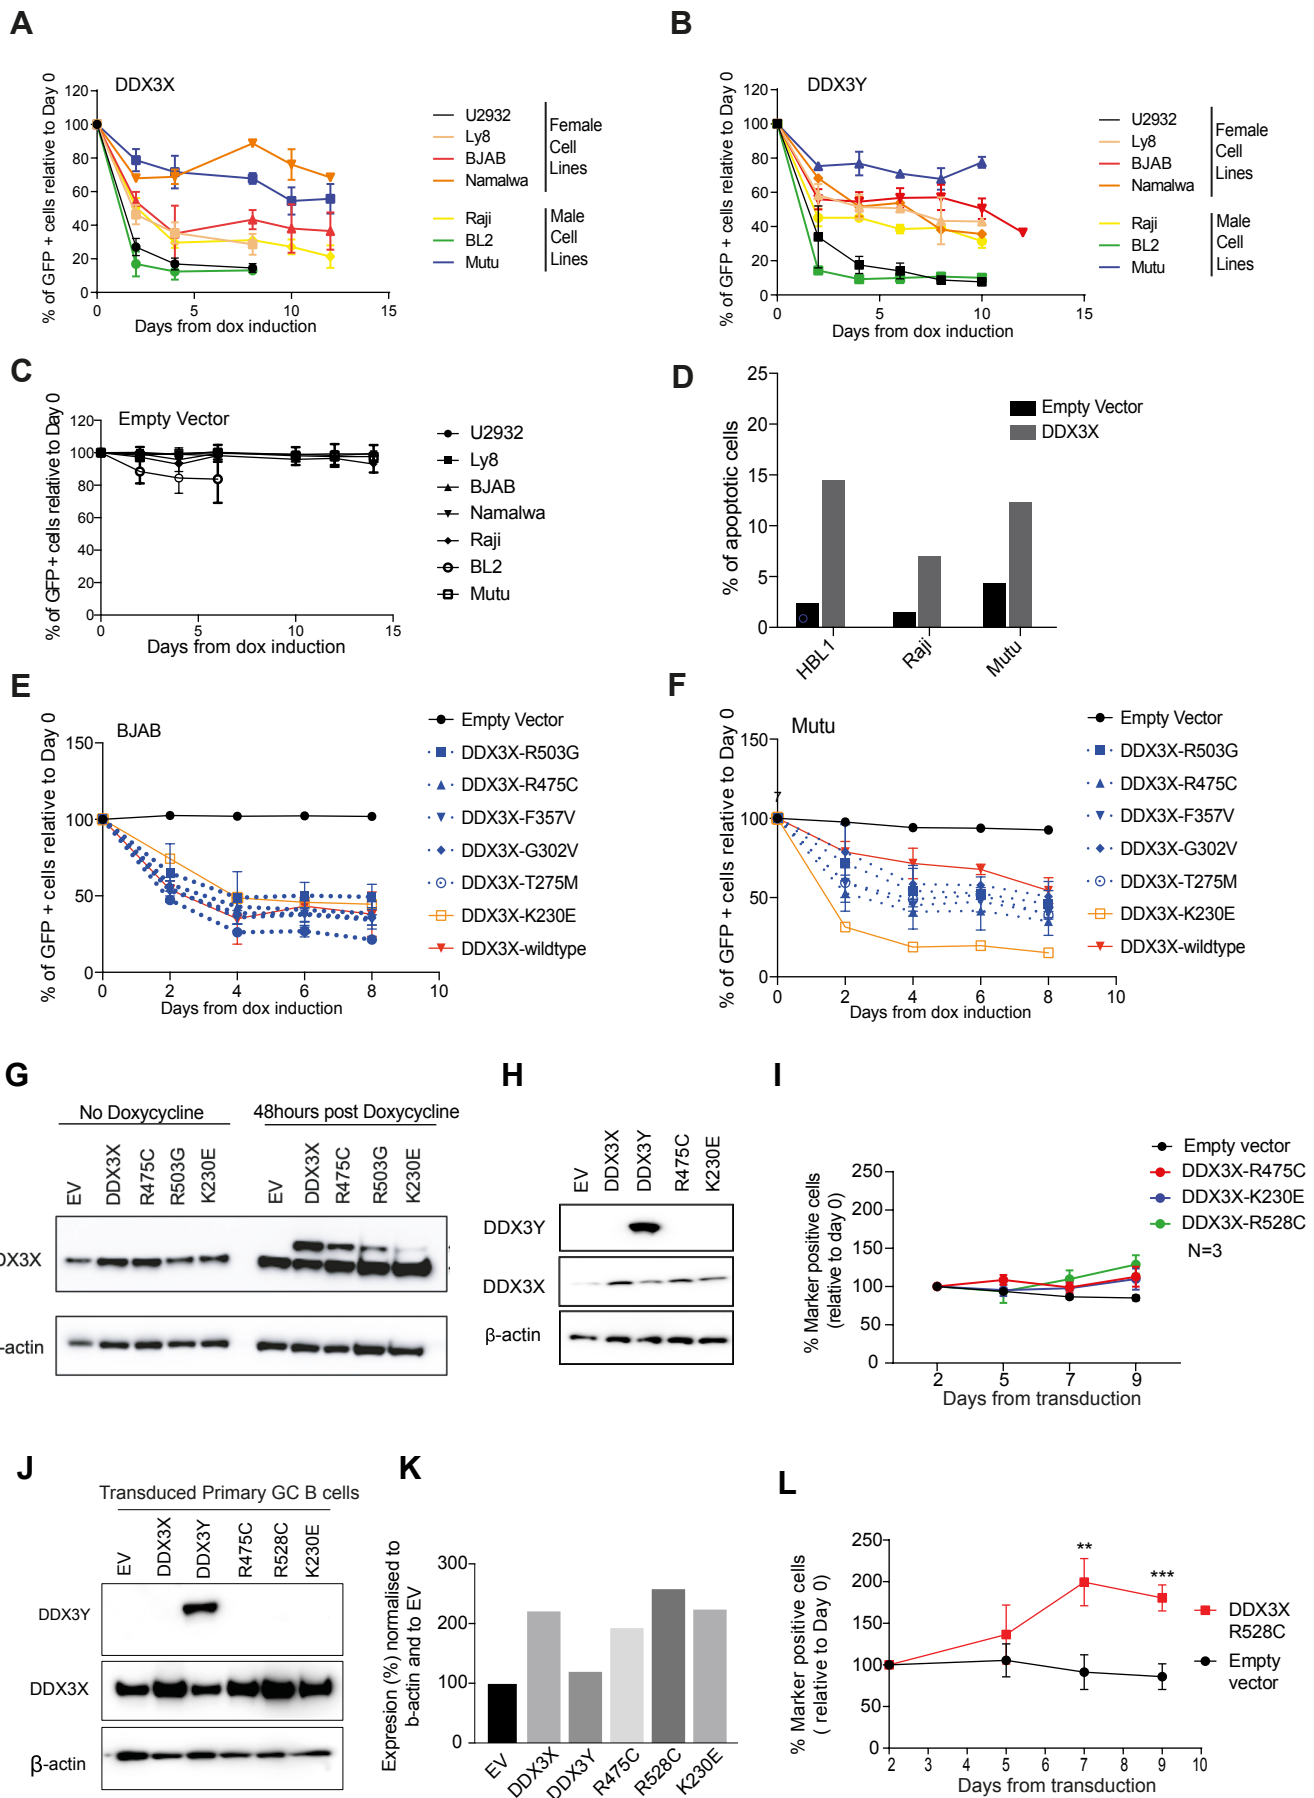 A
DDX3X
% of GFP + cells relative to Day 0
120
100
80
60
40
20
0
0
5
10
15
Days from dox induction
U2932
Ly8
BJAB
Namalwa
Female
Cell
Lines
Raji
BL2
Mutu
Male
Cell
Lines
B
DDX3Y
% of GFP + cells relative to Day 0
120
100
80
60
40
20
0
0
5
10
15
Days from dox induction
U2932
Ly8
BJAB
Namalwa
Female
Cell
Lines
Raji
BL2
Mutu
Male
Cell
Lines
C
Empty Vector
% of GFP + cells relative to Day 0
120
100
80
60
40
20
0
0
5
10
15
Days from dox induction
U2932
Ly8
BJAB
Namalwa
Raji
BL2
Mutu
D
% of apoptotic cells
25
20
15
10
5
0
Empty Vector
DDX3X
HBL1
Raji
Mutu
E
BJAB
% of GFP + cells relative to Day 0
150
100
50
0
0
2
4
6
8
10
Days from dox induction
Empty Vector
DDX3X-R503G
DDX3X-R475C
DDX3X-F357V
DDX3X-G302V
DDX3X-T275M
DDX3X-K230E
DDX3X-wildtype
F
Mutu
% of GFP + cells relative to Day 0
150
7
100
50
0
0
2
4
6
8
10
Days from dox induction
Empty Vector
DDX3X-R503G
DDX3X-R475C
DDX3X-F357V
DDX3X-G302V
DDX3X-T275M
DDX3X-K230E
DDX3X-wildtype
G
No Doxycycline
48hours post Doxycycline
EV
DDX3X
R475C
R503G
K230E
EV
DDX3X
R475C
R503G
K230E
DX3X
-actin
H
EV
DDX3X
DDX3Y
R475C
K230E
DDX3Y
DDX3X
β-actin
I
% Marker positive cells
(relative to day 0)
250
200
150
100
50
0
2
5
7
9
Days from transduction
Empty vector
DDX3X-R475C
DDX3X-K230E
DDX3X-R528C
N=3
J
Transduced Primary GC B cells
EV
DDX3X
DDX3Y
R475C
R528C
K230E
DDX3Y
DDX3X
β-actin
K
Expresion (%) normalised to
b-actin and to EV
300
200
100
0
EV
DDX3X
DDX3Y
R475C
R528C
K230E
L
% Marker positive cells
( relative to Day 0)
250
200
150
100
50
0
2
3
4
5
6
7
8
9
10
Days from transduction
**
***
DDX3X
R528C
Empty
vector